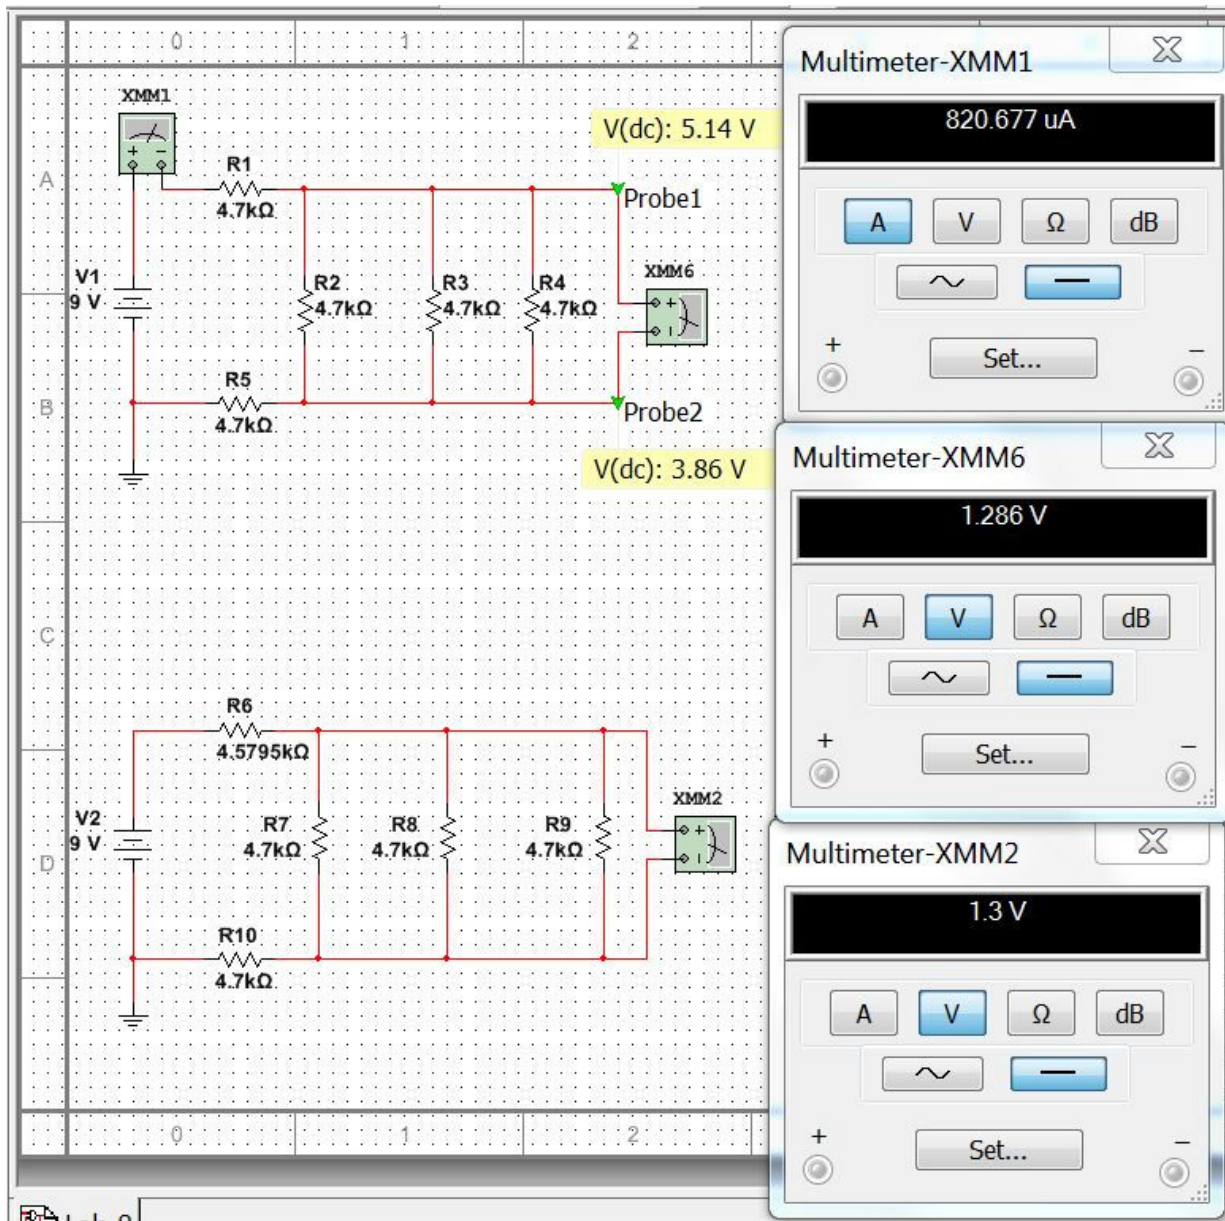 0 1 2
XMM1
V(dc): 5.14 V
+ −
A
R1
4.7kΩ
Probe1
V1
9 V
R2
4.7kΩ
R3
4.7kΩ
R4
4.7kΩ
XMM6
+
R5
4.7kΩ
B
Probe2
V(dc): 3.86 V
C
R6
4.5795kΩ
V2
9 V
R7
4.7kΩ
R8
4.7kΩ
R9
4.7kΩ
XMM2
+
D
R10
4.7kΩ
0 1 2
Multimeter-XMM1
X
820.677 uA
A V Ω dB
Set...
+ −
Multimeter-XMM6
X
1.286 V
A V Ω dB
Set...
+ −
Multimeter-XMM2
X
1.3 V
A V Ω dB
Set...
+ −